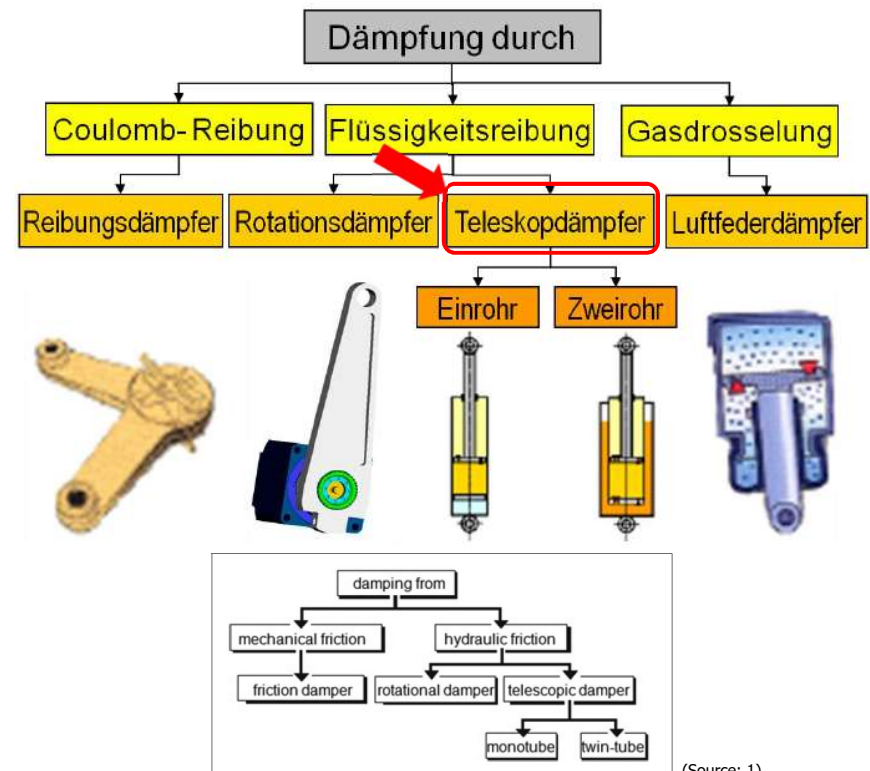 Dämpfung durch
Coulomb- Reibung
Flüssigkeitsreibung
Gasdrosselung
Reibungsdämpfer
Rotationsdämpfer
Teleskopdämpfer
Luftfederdämpfer
Einrohr
Zweirohr
damping from
mechanical friction
hydraulic friction
friction damper
rotational damper
telescopic damper
monotube
twin-tube
(Source: 1)